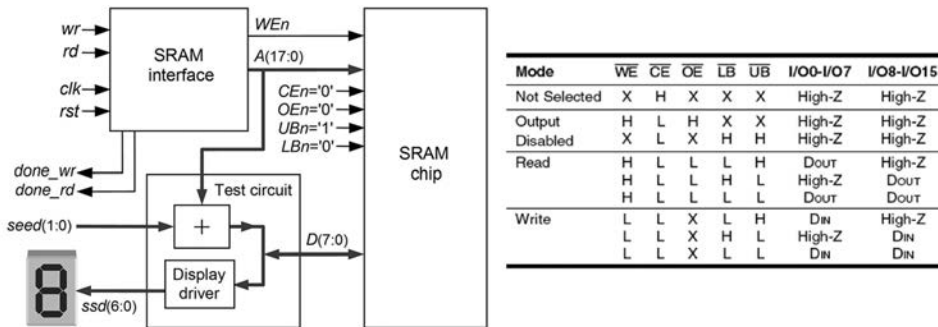 wr
rd
clk
rst
SRAM
interface
WEn
A(17:0)
CEn='0'
OEn='0'
UBn='1'
LBn='0'
SRAM
chip
done_wr
done_rd
Test circuit
seed(1:0)
+
D(7:0)
Display
driver
ssd(6:0)
8
Mode WE CE OE LB UB I/O0-I/O7 I/O8-I/O15
Not Selected X H X X X High-Z High-Z
Output H L H X X High-Z High-Z
Disabled X L X H H High-Z High-Z
Read H L L L H DOUT High-Z
H L L H L High-Z DOUT
H L L L L DOUT DOUT
Write L L X L H DIN High-Z
L L X H L High-Z DIN
L L X L L DIN DIN